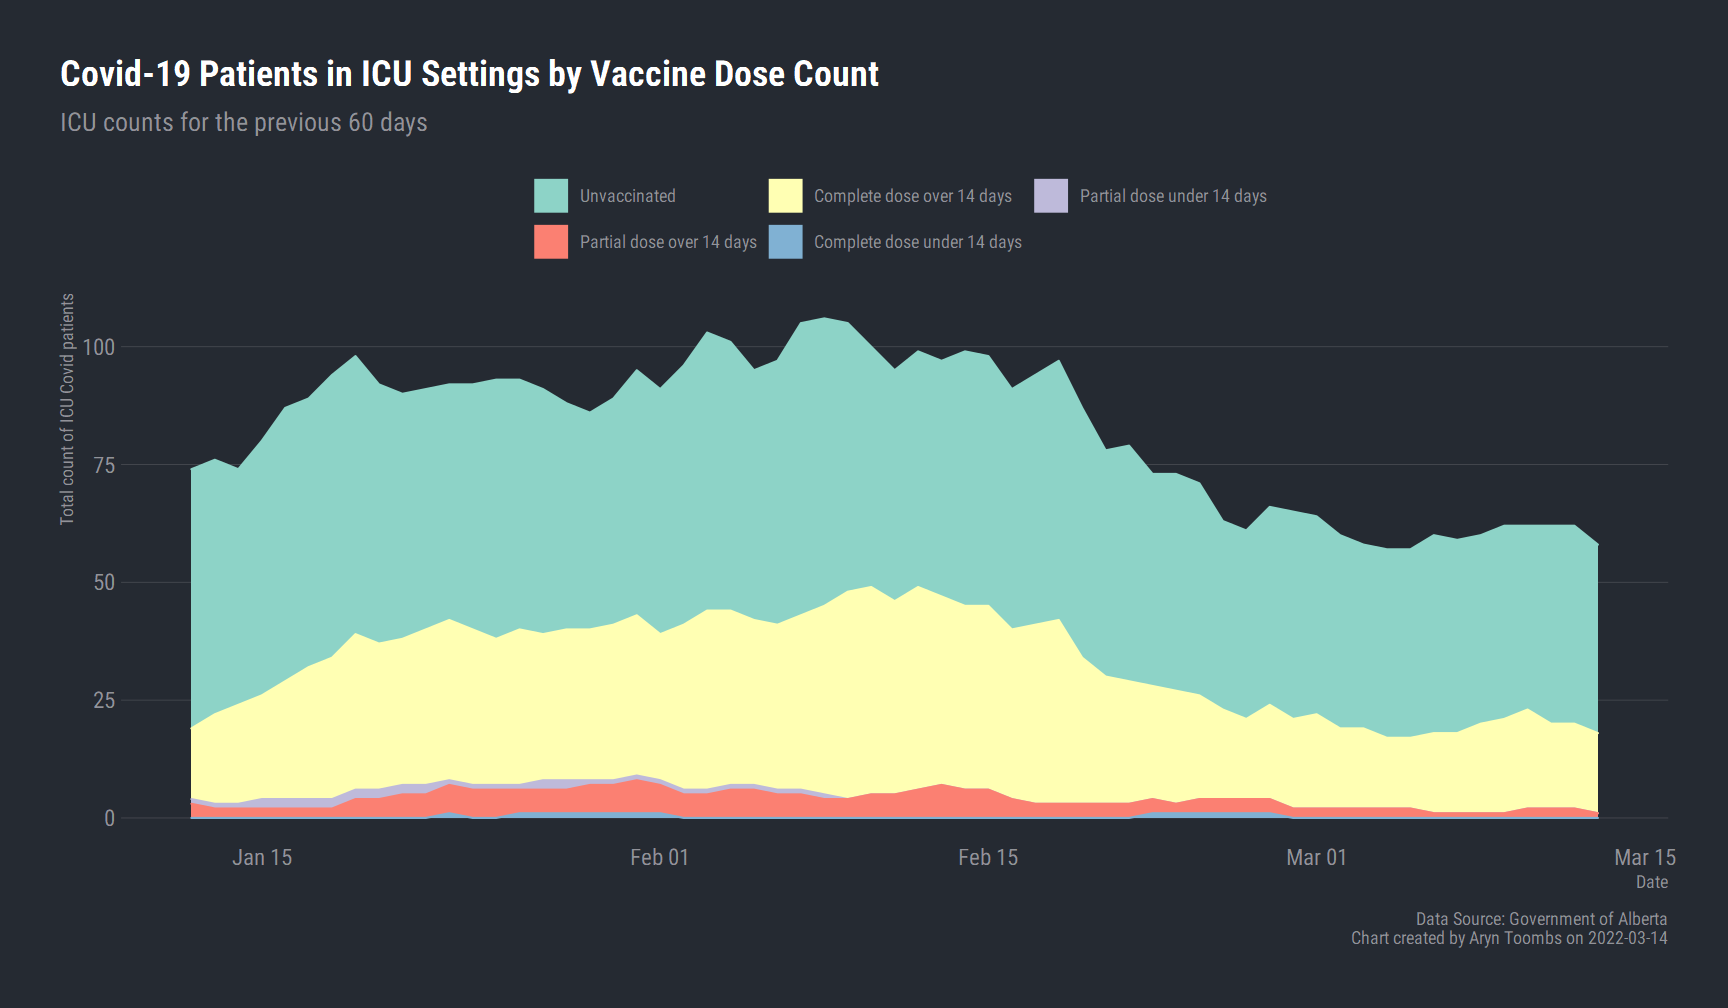 Covid-19 Patients in ICU Settings by Vaccine Dose Count
ICU counts for the previous 60 days
Unvaccinated
Complete dose over 14 days
Partial dose under 14 days
Partial dose over 14 days
Complete dose under 14 days
Total count of ICU Covid patients
100
75
50
25
0
Jan 15
Feb 01
Feb 15
Mar 01
Mar 15
Date
Data Source: Government of Alberta
Chart created by Aryn Toombs on 2022-03-14